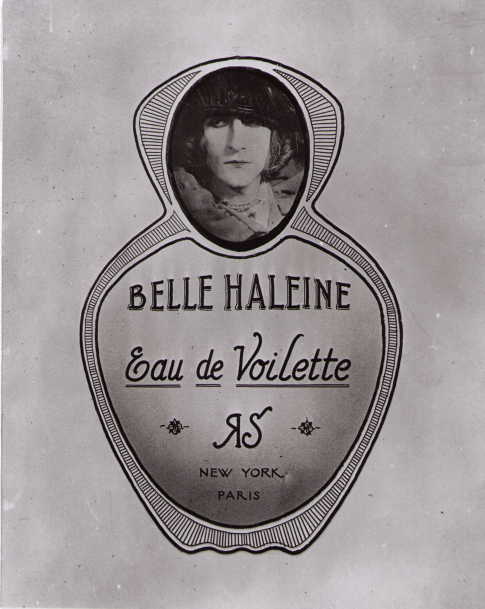 BELLE HALEINE
Eau de Voilette
RS
NEW YORK
PARIS